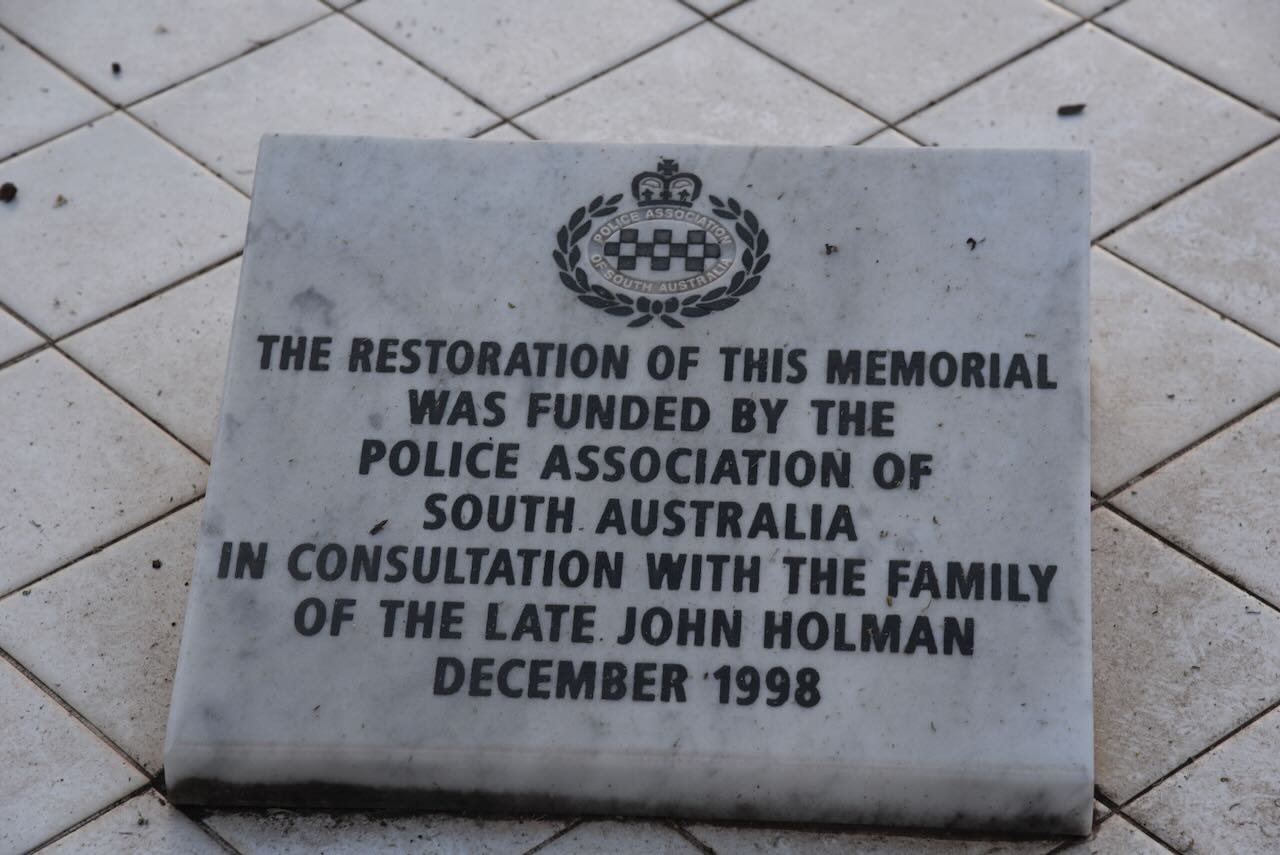 POLICE ASSOCIATION
OF SOUTH AUSTRALIA
THE RESTORATION OF THIS MEMORIAL
WAS FUNDED BY THE
POLICE ASSOCIATION OF
SOUTH AUSTRALIA
IN CONSULTATION WITH THE FAMILY
OF THE LATE JOHN HOLMAN
DECEMBER 1998